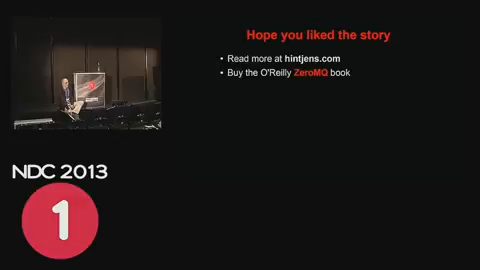 Hope you liked the story
• Read more at hintjens.com
• Buy the O'Reilly ZeroMQ book
NDC 2013
1